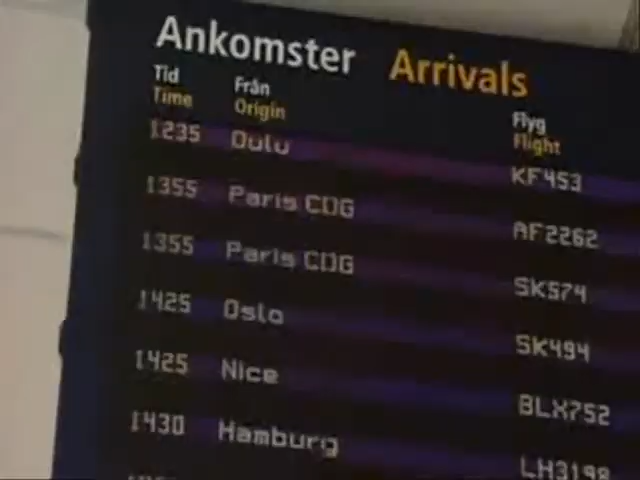 Ankomster Arrivals
Tid Från Flyg
Time Origin Flight
1235 Oulu KF453
1355 Paris CDG AF2262
1355 Paris CDG SK574
1425 Oslo SK494
1425 Nice BLX752
1430 Hamburg LH3198